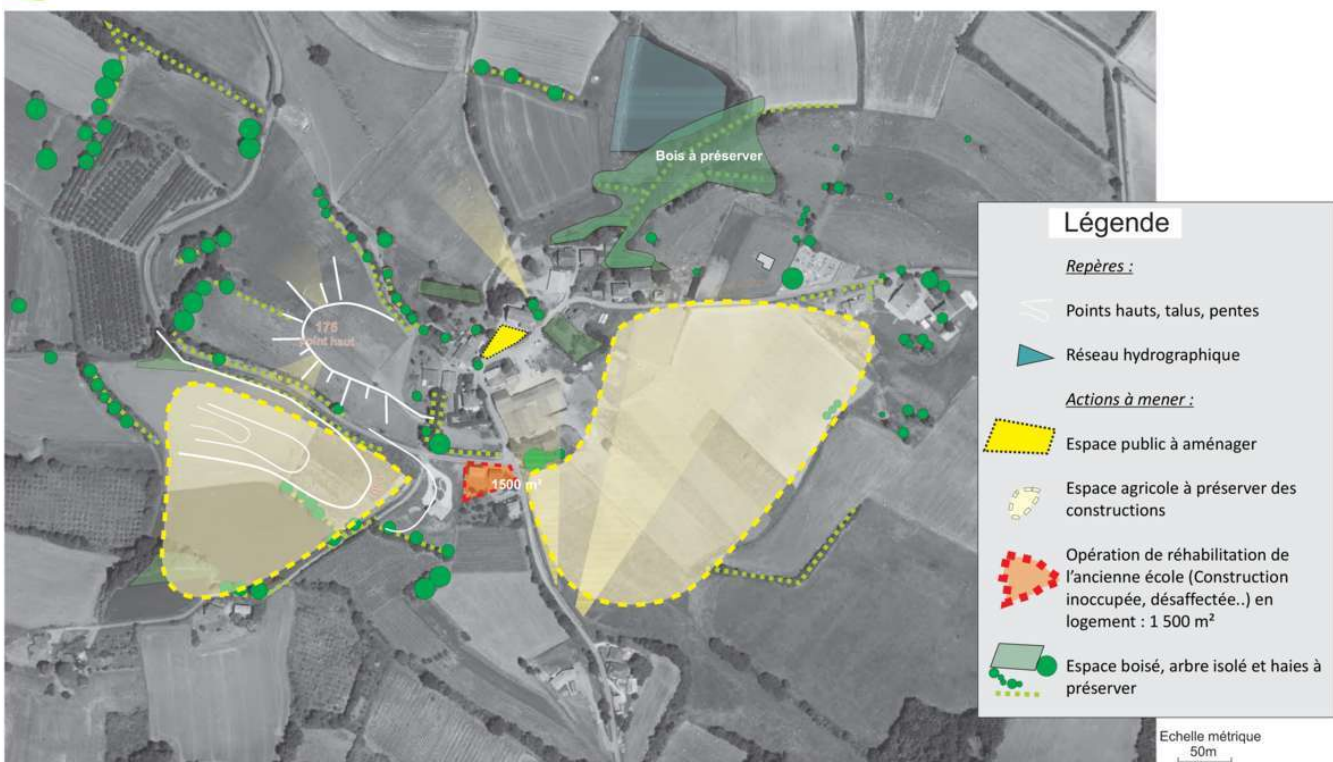 Bois à préserver
176
point haut
1500 m²
Légende
Repères :
Points hauts, talus, pentes
Réseau hydrographique
Actions à mener :
Espace public à aménager
Espace agricole à préserver des
constructions
Opération de réhabilitation de
l'ancienne école (Construction
inoccupée, désaffectée..) en
logement : 1 500 m²
Espace boisé, arbre isolé et haies à
préserver
Echelle métrique
50m